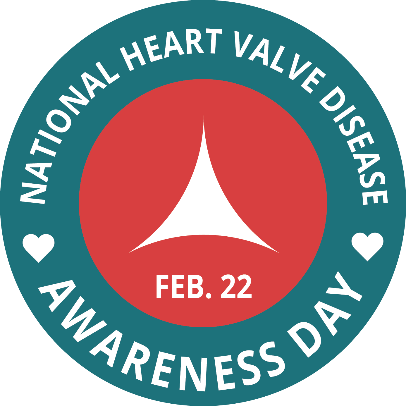 NATIONAL HEART VALVE DISEASE
FEB. 22
AWARENESS DAY